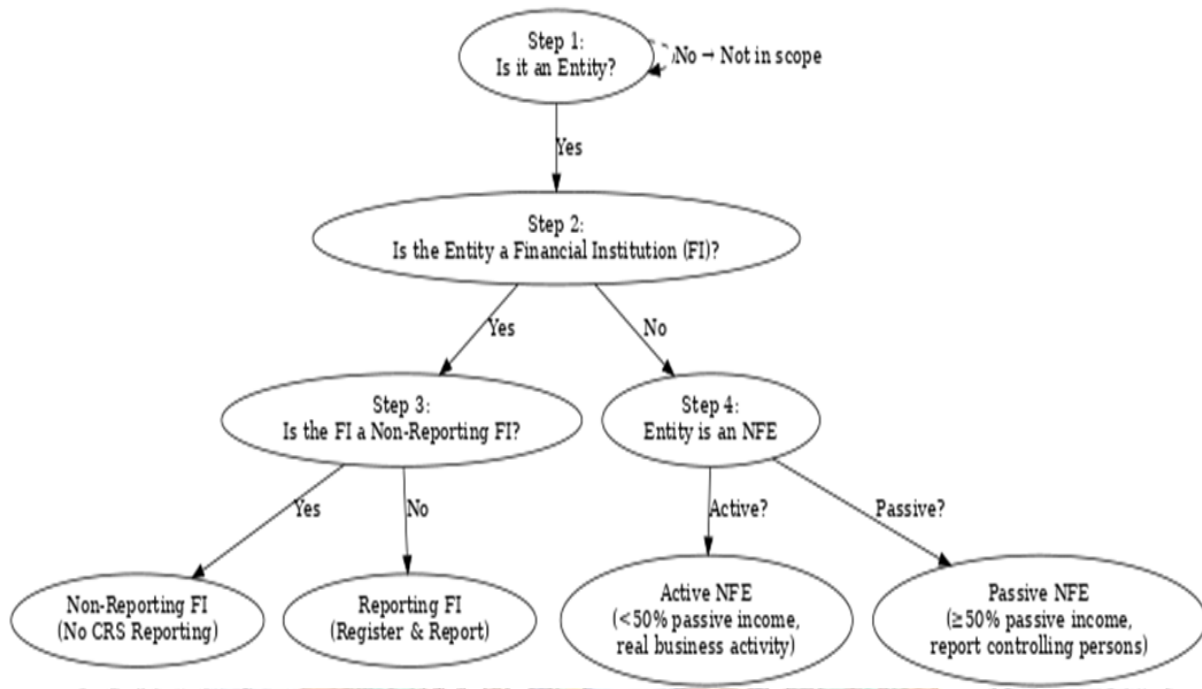 Step 1:
Is it an Entity?
No → Not in scope
Yes
Step 2:
Is the Entity a Financial Institution (FI)?
Yes
No
Step 3:
Is the FI a Non-Reporting FI?
Step 4:
Entity is an NFE
Yes
No
Active?
Passive?
Non-Reporting FI
(No CRS Reporting)
Reporting FI
(Register & Report)
Active NFE
(<50% passive income,
real business activity)
Passive NFE
(≥50% passive income,
report controlling persons)